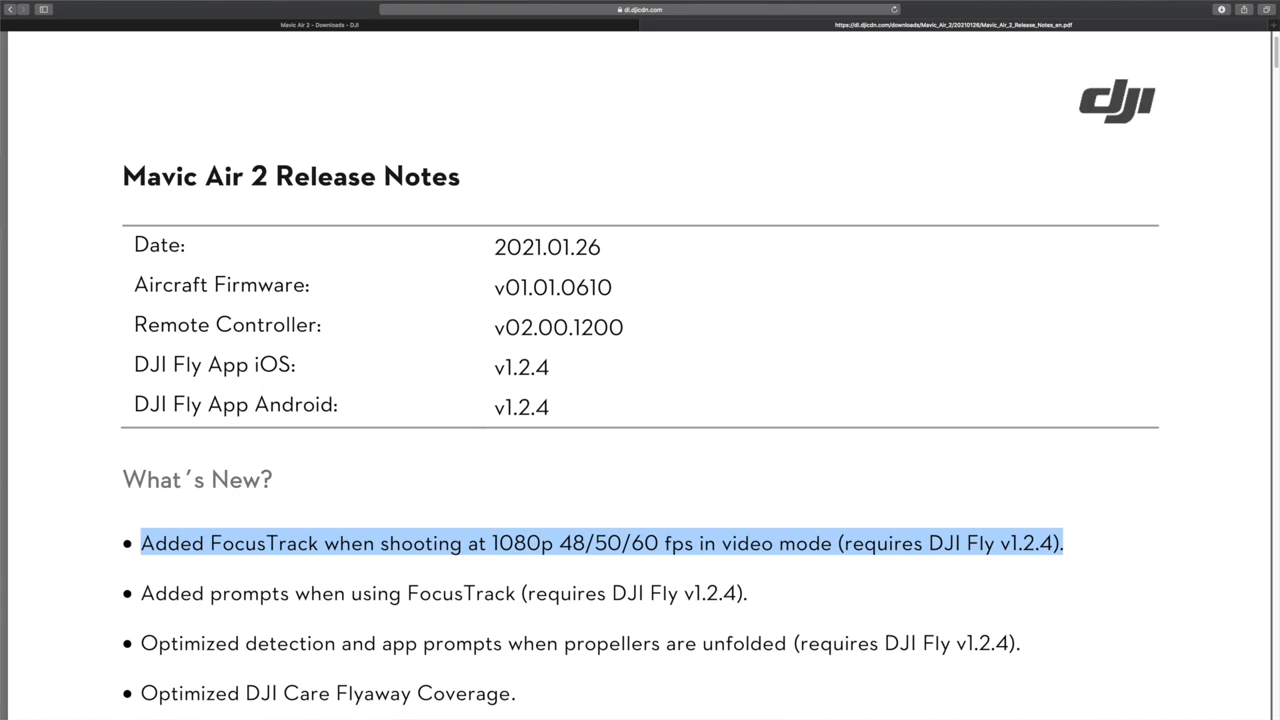 dl.djicdn.com
Mavic Air 2 - Downloads - DJI
https://dl.djicdn.com/downloads/Mavic_Air_2/20210126/Mavic_Air_2_Release_Notes_en.pdf
dji
Mavic Air 2 Release Notes
Date: 2021.01.26
Aircraft Firmware: v01.01.0610
Remote Controller: v02.00.1200
DJI Fly App iOS: v1.2.4
DJI Fly App Android: v1.2.4
What´s New?
• Added FocusTrack when shooting at 1080p 48/50/60 fps in video mode (requires DJI Fly v1.2.4).
• Added prompts when using FocusTrack (requires DJI Fly v1.2.4).
• Optimized detection and app prompts when propellers are unfolded (requires DJI Fly v1.2.4).
• Optimized DJI Care Flyaway Coverage.